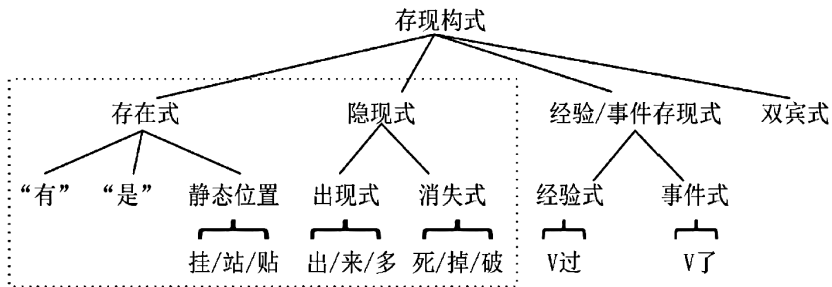 存现构式
存在式 隐现式 经验/事件存现式 双宾式
“有” “是” 静态位置 出现式 消失式 经验式 事件式
挂/站/贴 出/来/多 死/掉/破 V过 V了